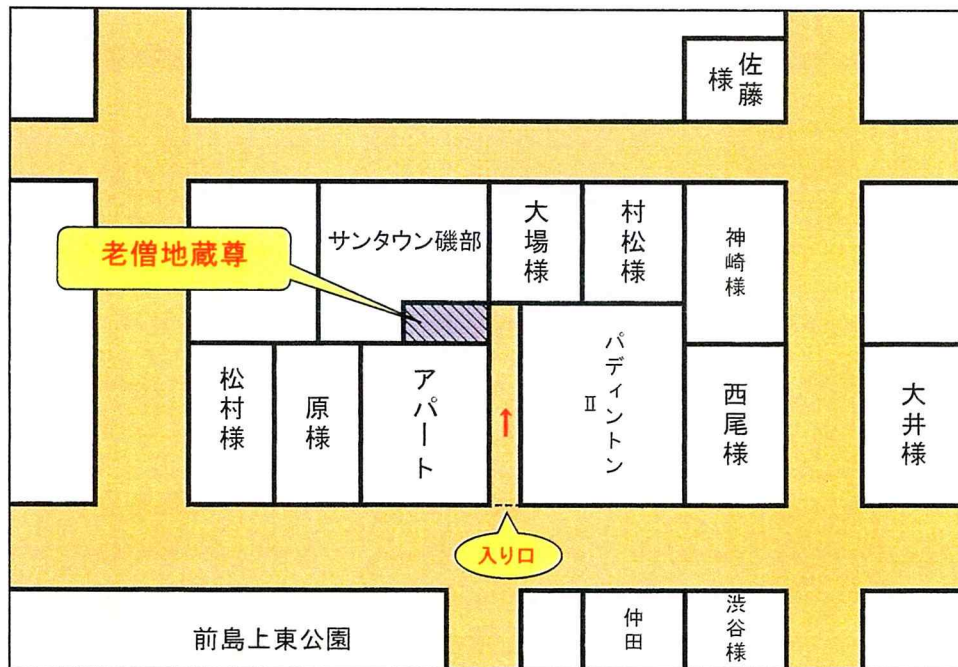 佐藤様
サンタウン磯部
大場様
村松様
神崎様
老僧地蔵尊
松村様
原様
アパート
↑
パディントン
Ⅱ
西尾様
大井様
入り口
前島上東公園
仲田
渋谷様